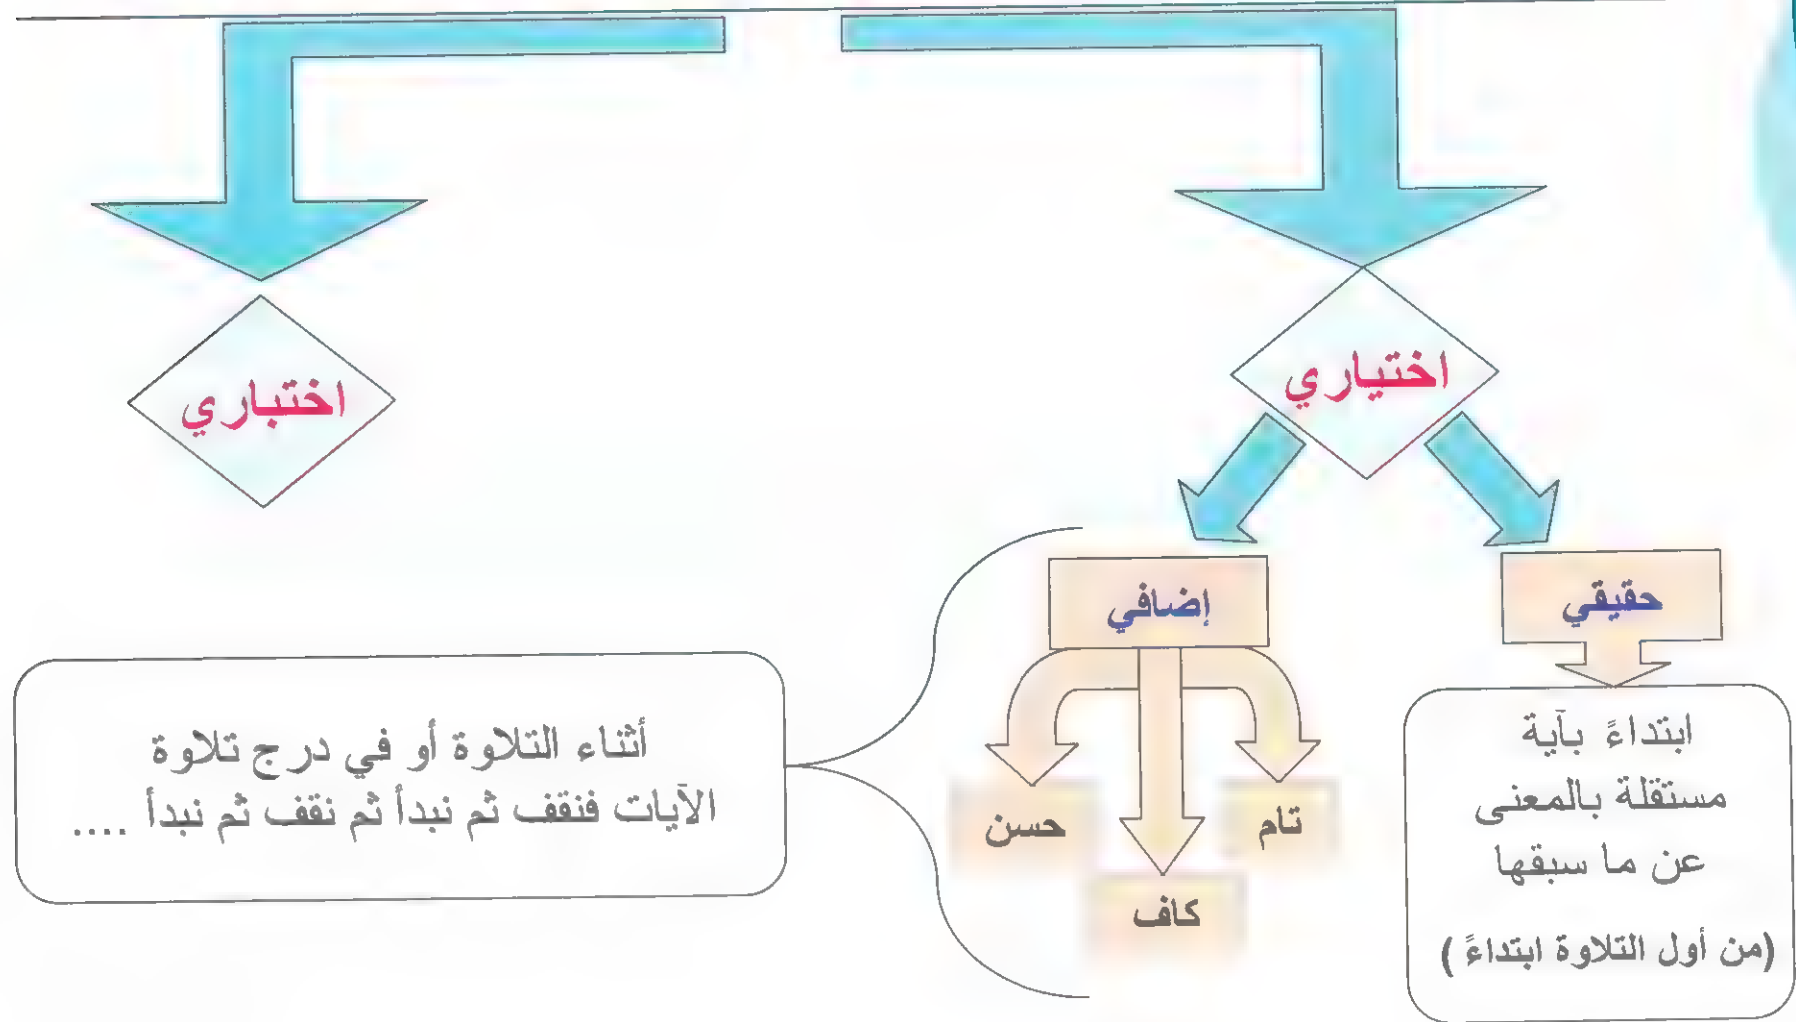 اختياري
اختباري
حقيقي
إضافي
ابتداءً بآية
مستقلة بالمعنى
عن ما سبقها
(من أول التلاوة ابتداءً )
تام
كاف
حسن
أثناء التلاوة أو في درج تلاوة
الآيات فنقف ثم نبدأ ثم نقف ثم نبدأ ....